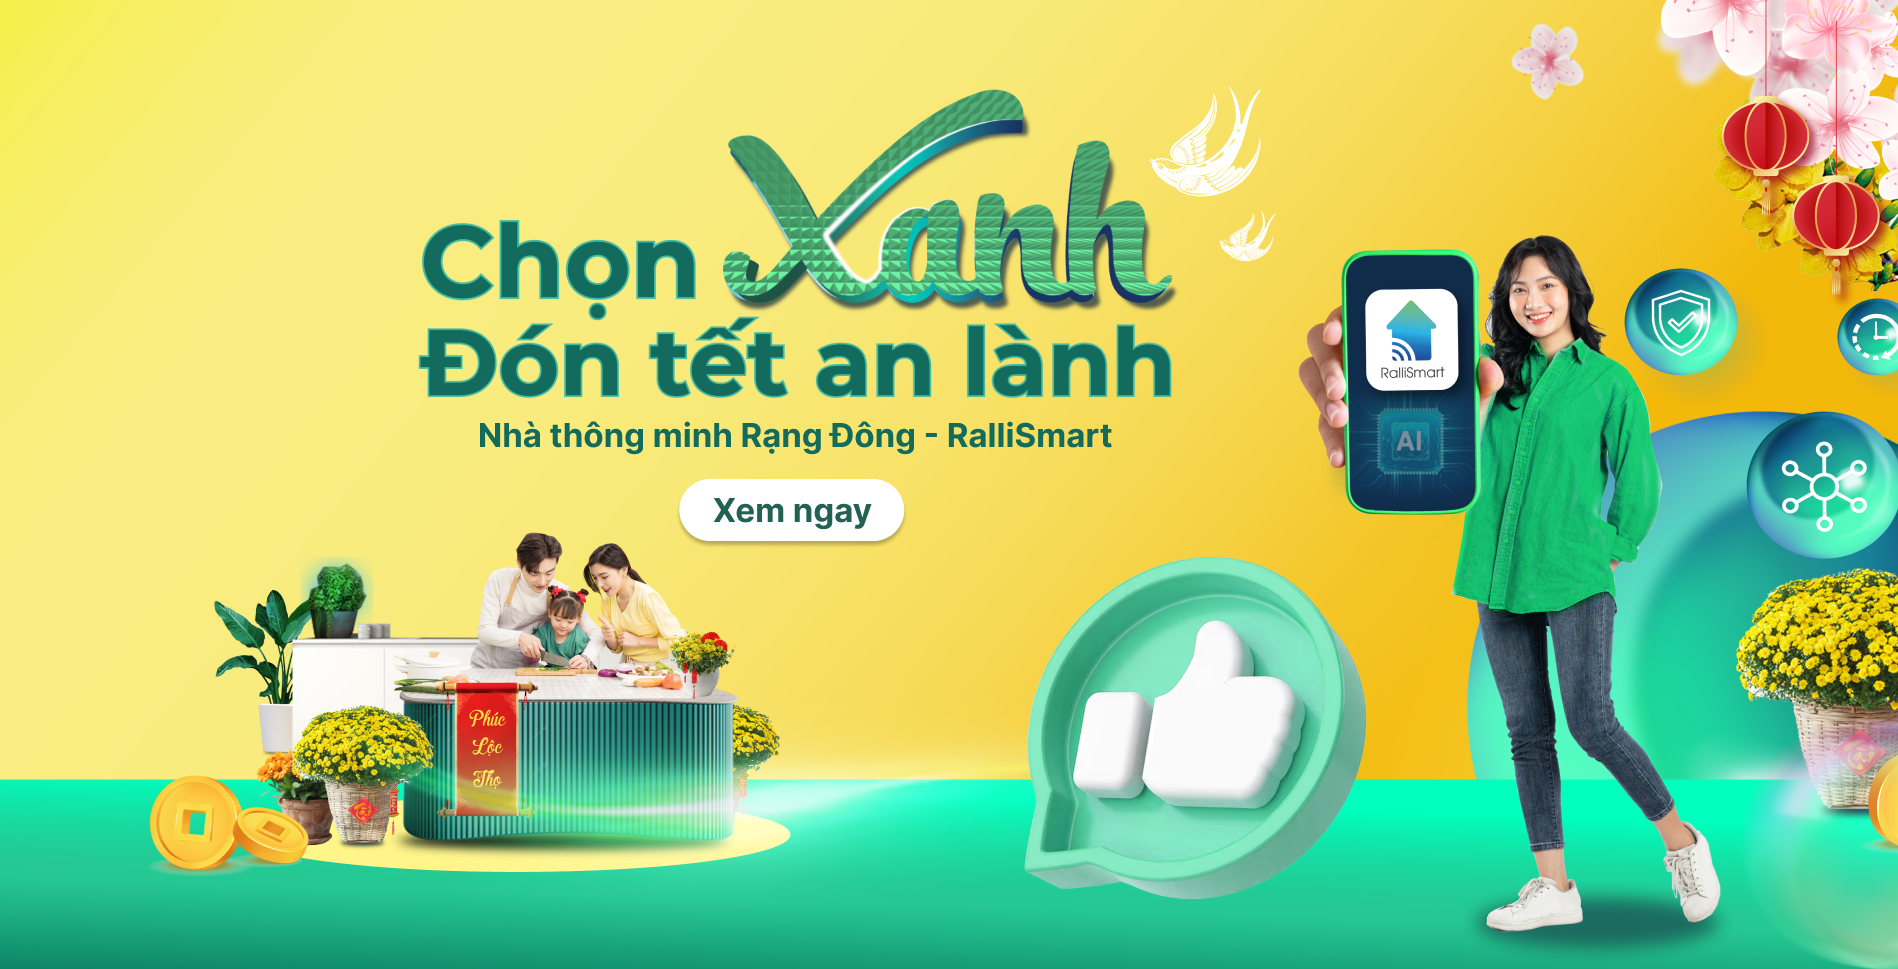 Chọn Xanh
Đón tết an lành
Nhà thông minh Rạng Đông - RalliSmart
Xem ngay
RalliSmart
AI
Phúc
Lộc
Thọ